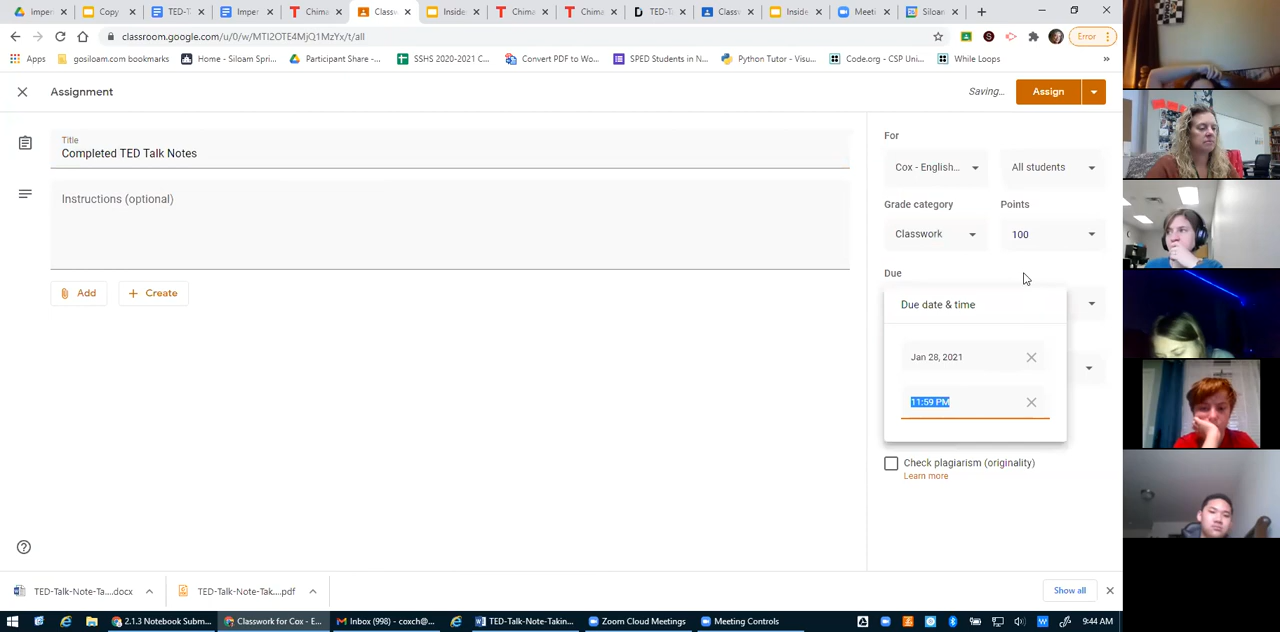 Imper
Copy
TED-T
Imper
Chima
Classv
Inside
Chima
Chima
TED-T
Classv
Inside
Meeti
Siloan
classroom.google.com/u/0/w/MTI2OTE4MjQ1MzYx/t/all
Error
Apps
gosiloam.com bookmarks
Home - Siloam Spri...
Participant Share -...
SSHS 2020-2021 C...
Convert PDF to Wo...
SPED Students in N...
Python Tutor - Visu...
Code.org - CSP Uni...
While Loops
»
Assignment
Saving...
Assign
Title
Completed TED Talk Notes
Instructions (optional)
Add
Create
For
Cox - English...
All students
Grade category
Points
Classwork
100
Due
Due date & time
Jan 28, 2021
11:59 PM
Check plagiarism (originality)
Learn more
TED-Talk-Note-Ta....docx
TED-Talk-Note-Tak....pdf
Show all
2.1.3 Notebook Subm...
Classwork for Cox - E...
Inbox (998) - coxch@...
TED-Talk-Note-Takin...
Zoom Cloud Meetings
Meeting Controls
9:44 AM